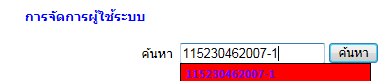 การจัดการผู้ใช้ระบบ
ค้นหา 115230462007-1 ค้นหา
115230462007-1